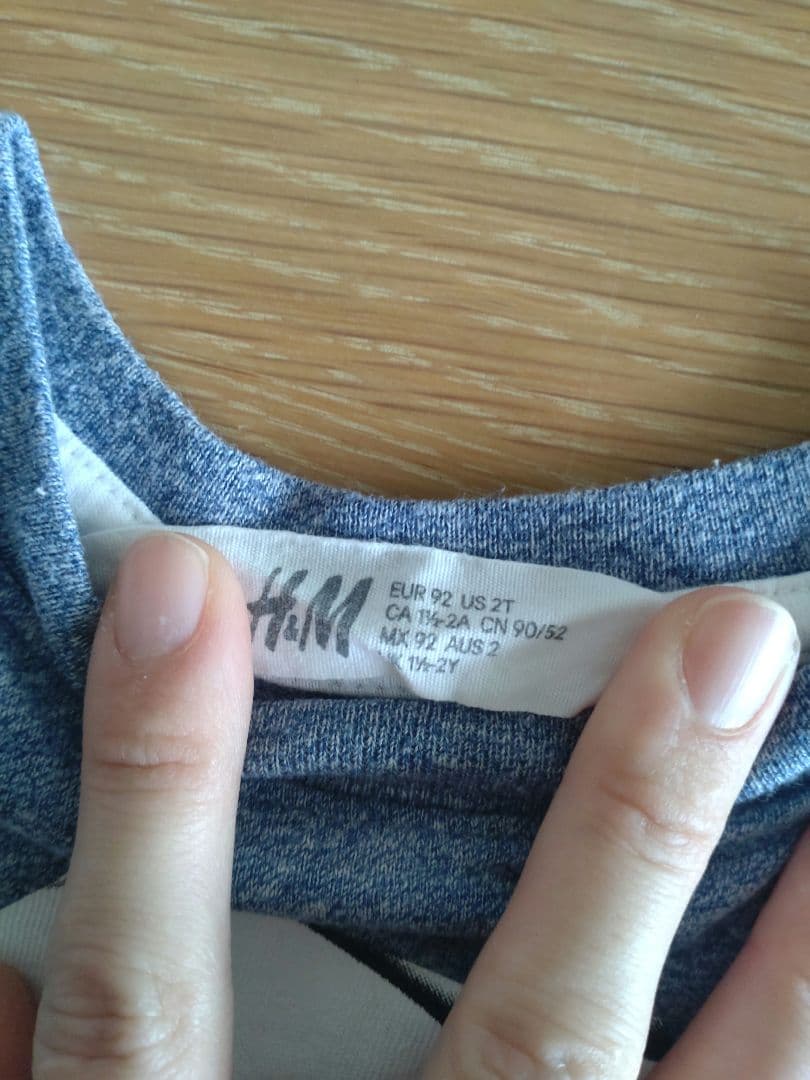 H&M
EUR 92 US 2T
CA 1½-2A CN 90/52
MX 92 AUS 2
1½-2Y